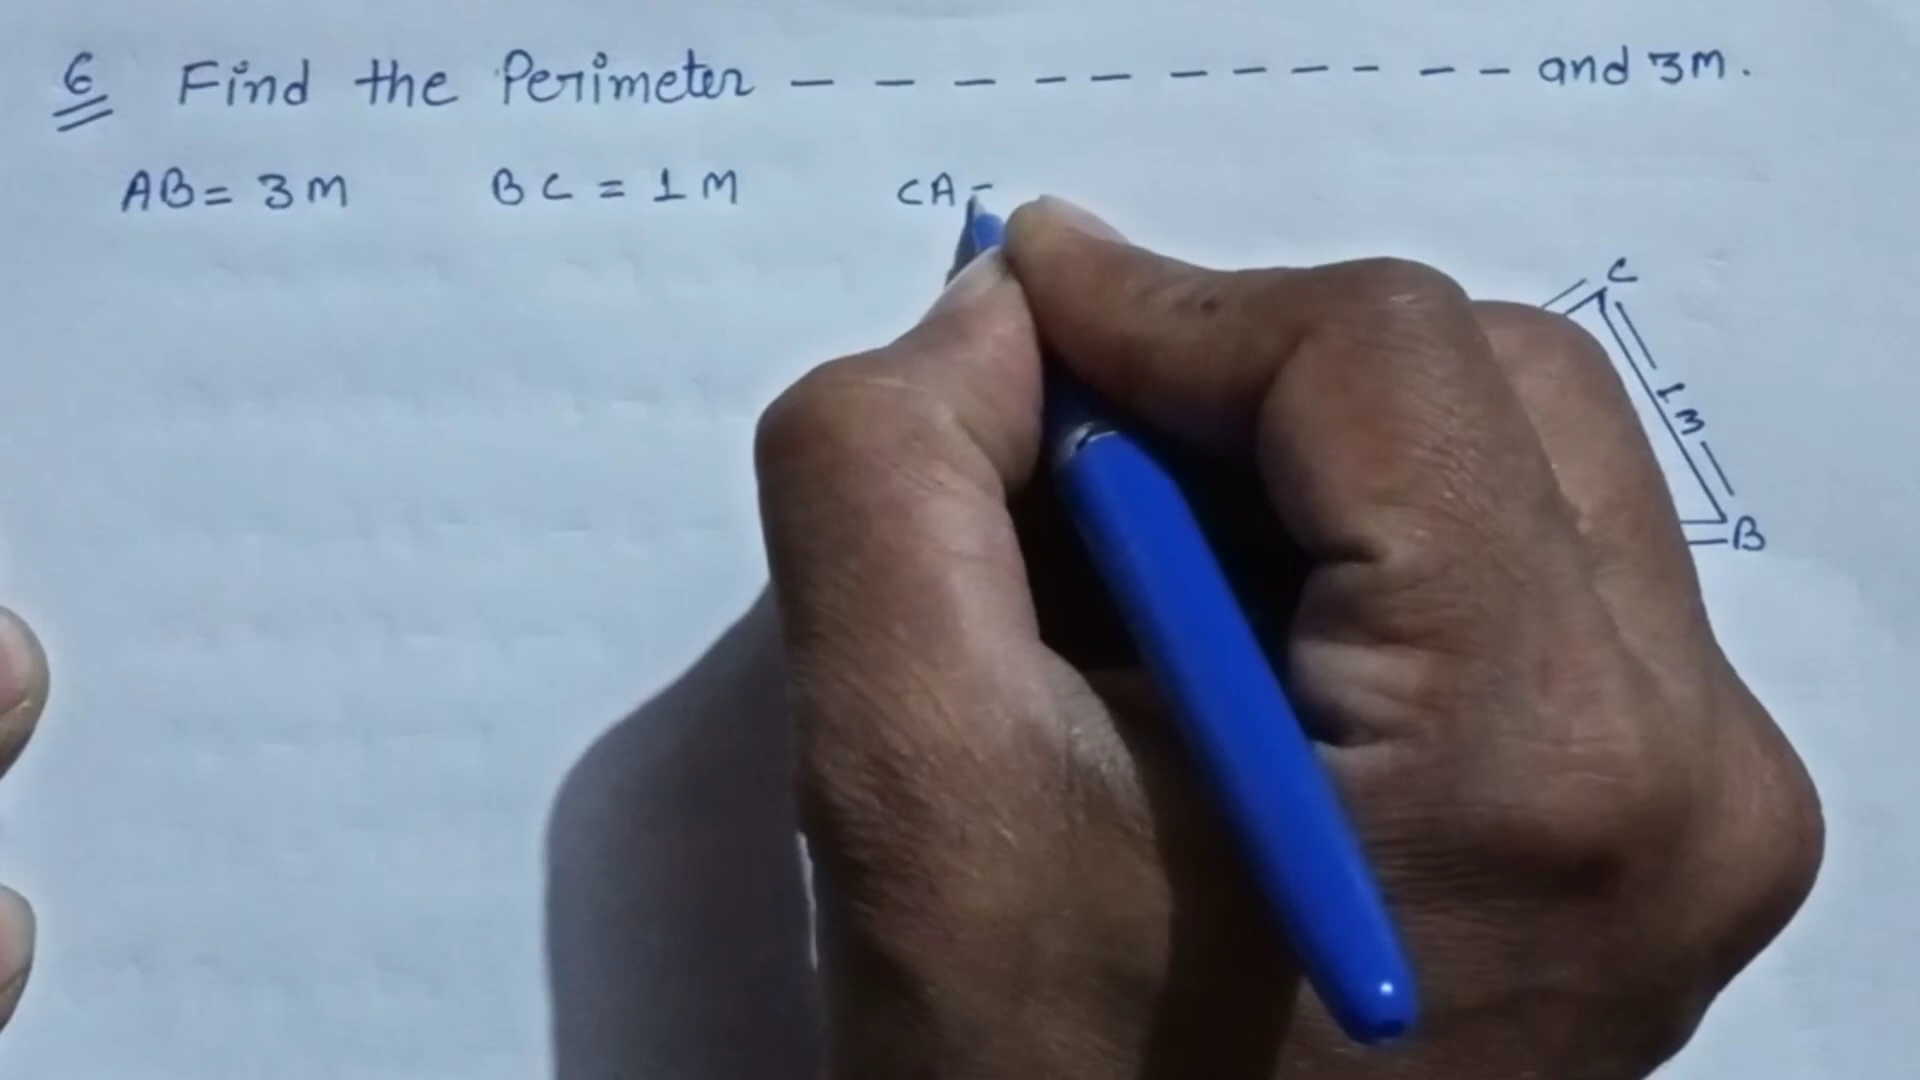 6 Find the Perimeter - - - - - - - - - - - and 3m.
AB = 3m BC = 1m CA =
C
1m
B